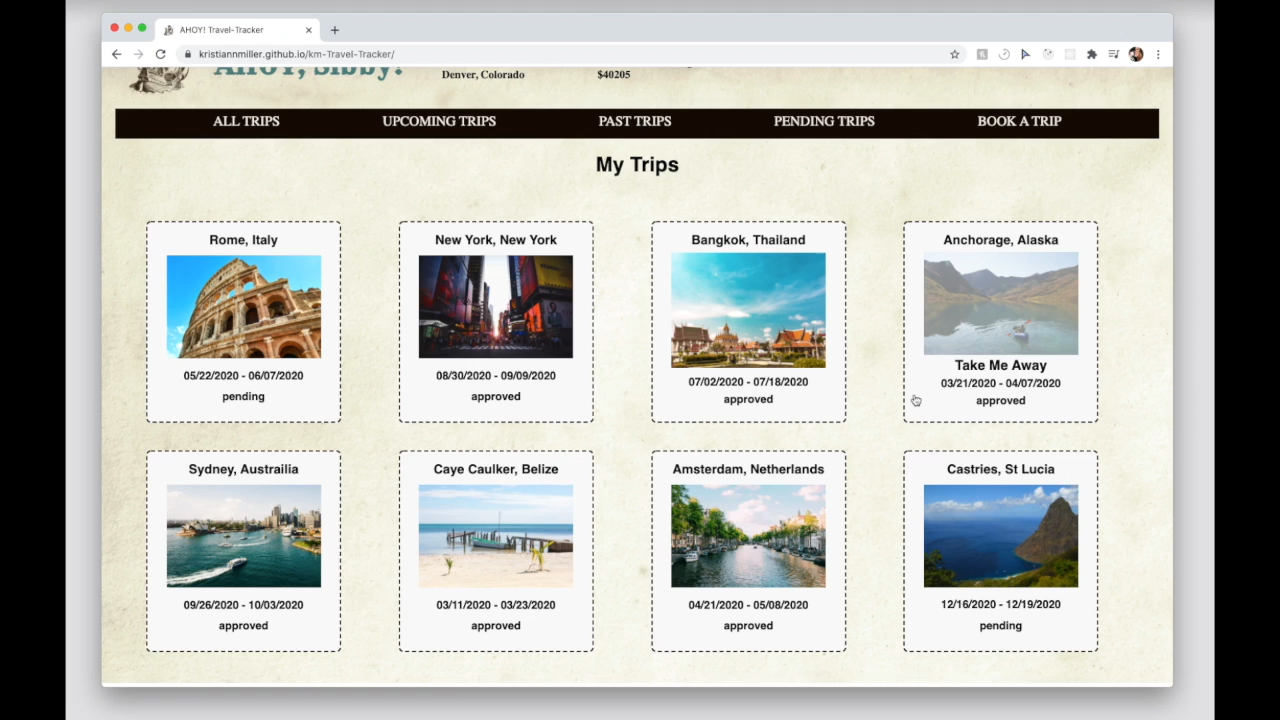 AHOY! Travel-Tracker
kristiannmiller.github.io/km-Travel-Tracker/
AHOY, Sibby!
Denver, Colorado
$40205
ALL TRIPS UPCOMING TRIPS PAST TRIPS PENDING TRIPS BOOK A TRIP
My Trips
Rome, Italy
05/22/2020 - 06/07/2020
pending
New York, New York
08/30/2020 - 09/09/2020
approved
Bangkok, Thailand
07/02/2020 - 07/18/2020
approved
Anchorage, Alaska
Take Me Away
03/21/2020 - 04/07/2020
approved
Sydney, Austrailia
09/26/2020 - 10/03/2020
approved
Caye Caulker, Belize
03/11/2020 - 03/23/2020
approved
Amsterdam, Netherlands
04/21/2020 - 05/08/2020
approved
Castries, St Lucia
12/16/2020 - 12/19/2020
pending